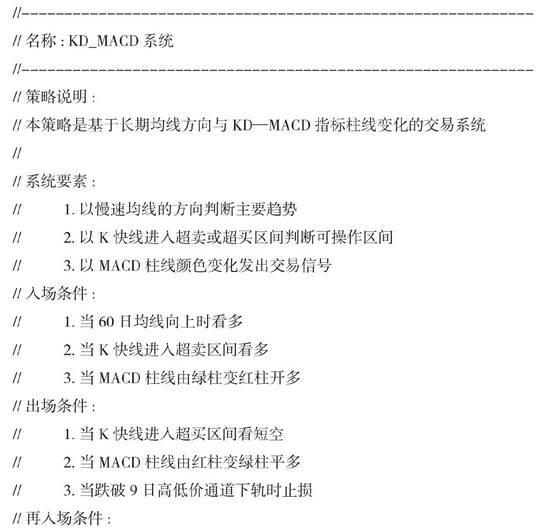 //------------------------------------------------------------------
// 名称:KD_MACD 系统
//------------------------------------------------------------------
// 策略说明:
// 本策略是基于长期均线方向与 KD—MACD 指标柱线变化的交易系统
//
// 系统要素:
// 1. 以慢速均线的方向判断主要趋势
// 2. 以 K 快线进入超卖或超买区间判断可操作区间
// 3. 以 MACD 柱线颜色变化发出交易信号
// 入场条件:
// 1. 当 60 日均线向上时看多
// 2. 当 K 快线进入超卖区间看多
// 3. 当 MACD 柱线由绿柱变红柱开多
// 出场条件:
// 1. 当 K 快线进入超买区间看短空
// 2. 当 MACD 柱线由红柱变绿柱平多
// 3. 当跌破 9 日高低价通道下轨时止损
// 再入场条件: